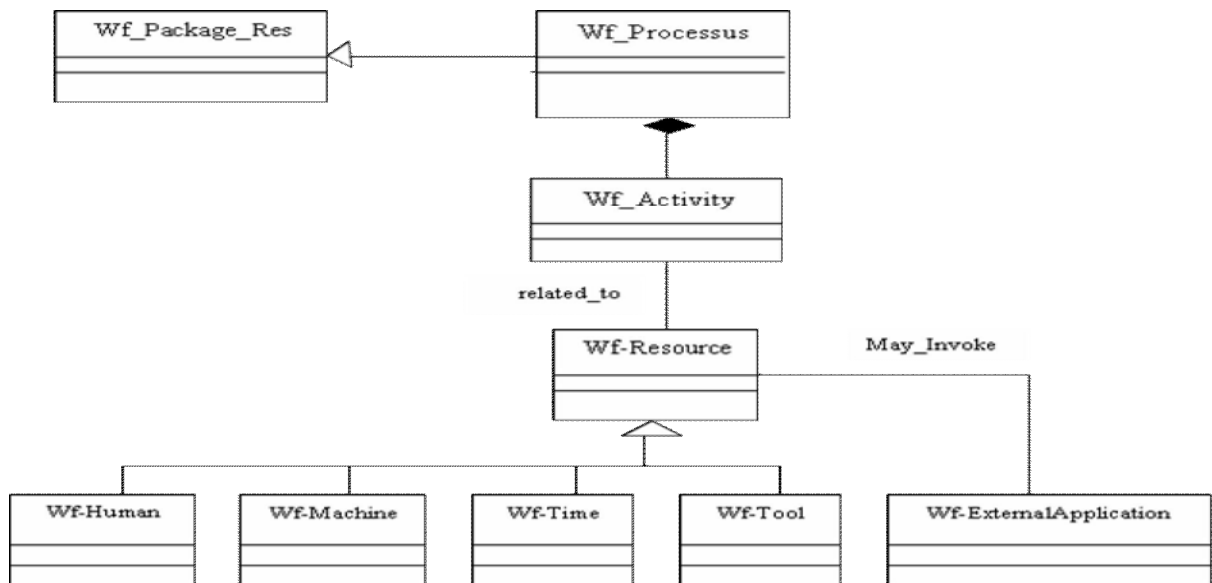 Wf_Package_Res
Wf_Processus
Wf_Activity
related_to
Wf-Resource
May_Invoke
Wf-Human
Wf-Machine
Wf-Time
Wf-Tool
Wf-ExternalApplication